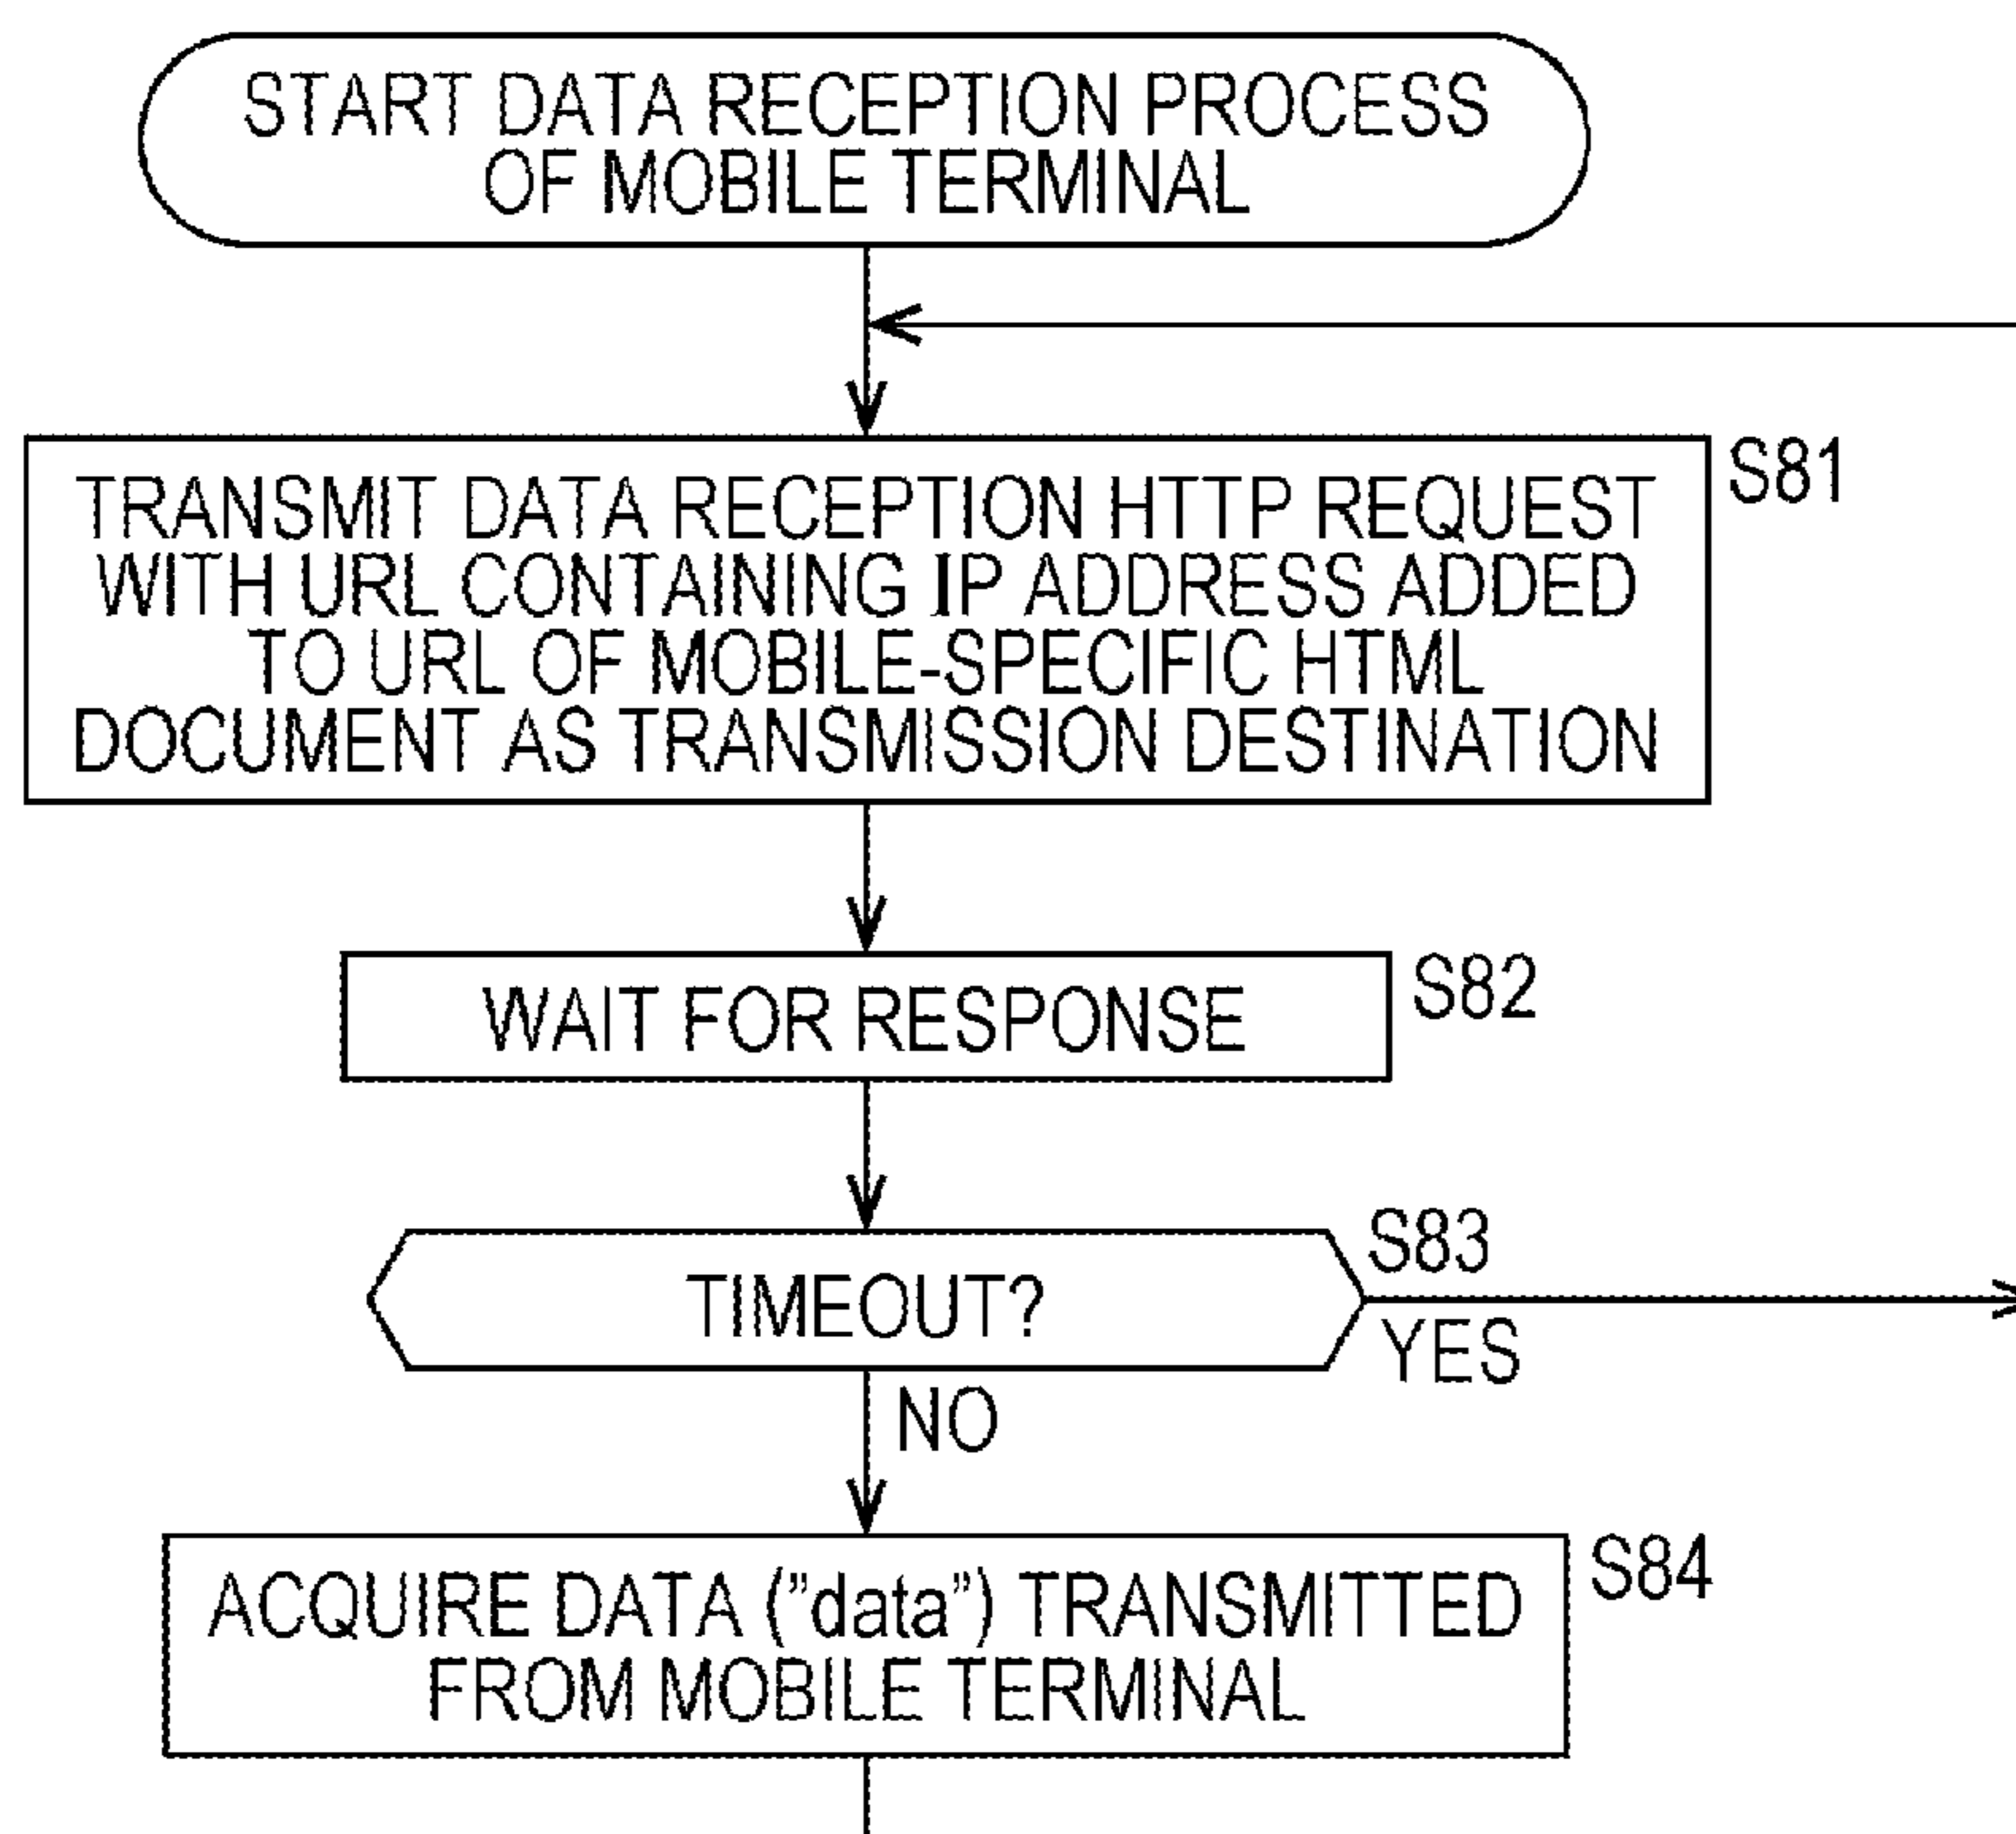 START DATA RECEPTION PROCESS
OF MOBILE TERMINAL
TRANSMIT DATA RECEPTION HTTP REQUEST
WITH URL CONTAINING IP ADDRESS ADDED
TO URL OF MOBILE-SPECIFIC HTML
DOCUMENT AS TRANSMISSION DESTINATION
S81
WAIT FOR RESPONSE
S82
TIMEOUT?
S83
YES
NO
ACQUIRE DATA (”data”) TRANSMITTED
FROM MOBILE TERMINAL
S84